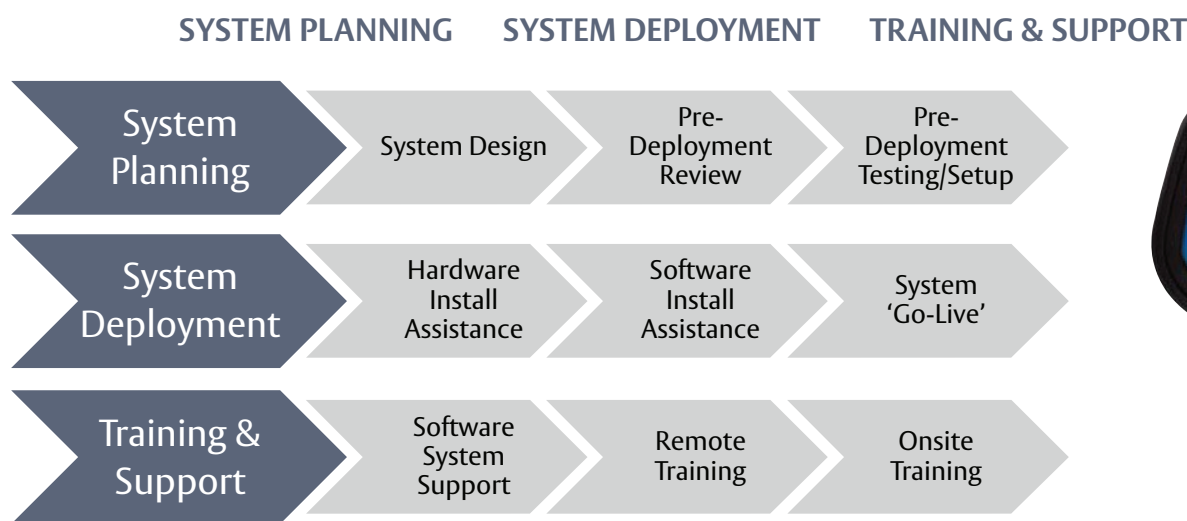 SYSTEM PLANNING SYSTEM DEPLOYMENT TRAINING & SUPPORT
System
Planning
System Design
Pre-
Deployment
Review
Pre-
Deployment
Testing/Setup
System
Deployment
Hardware
Install
Assistance
Software
Install
Assistance
System
‘Go-Live’
Training &
Support
Software
System
Support
Remote
Training
Onsite
Training